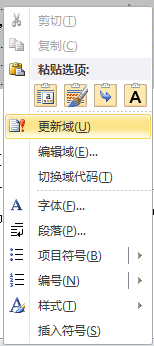 剪切(T)
复制(C)
粘贴选项:
A
更新域(U)
编辑域(E)...
切换域代码(T)
A 字体(F)...
段落(P)...
项目符号(B)
编号(N)
A 样式(T)
插入符号(S)